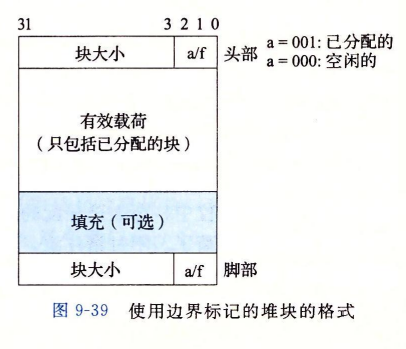 31 3 2 1 0
块大小 a/f 头部 a = 001: 已分配的
a = 000: 空闲的
有效载荷
（只包括已分配的块）
填充（可选）
块大小 a/f 脚部
图 9-39 使用边界标记的堆块的格式